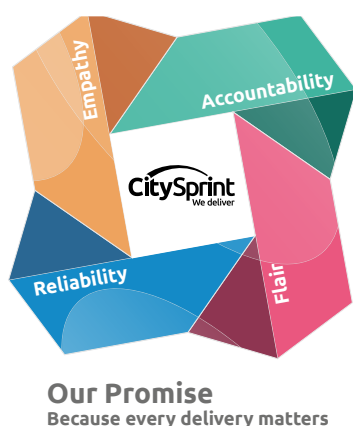 Empathy
Accountability
CitySprint
We deliver
Reliability
Flair
Our Promise
Because every delivery matters